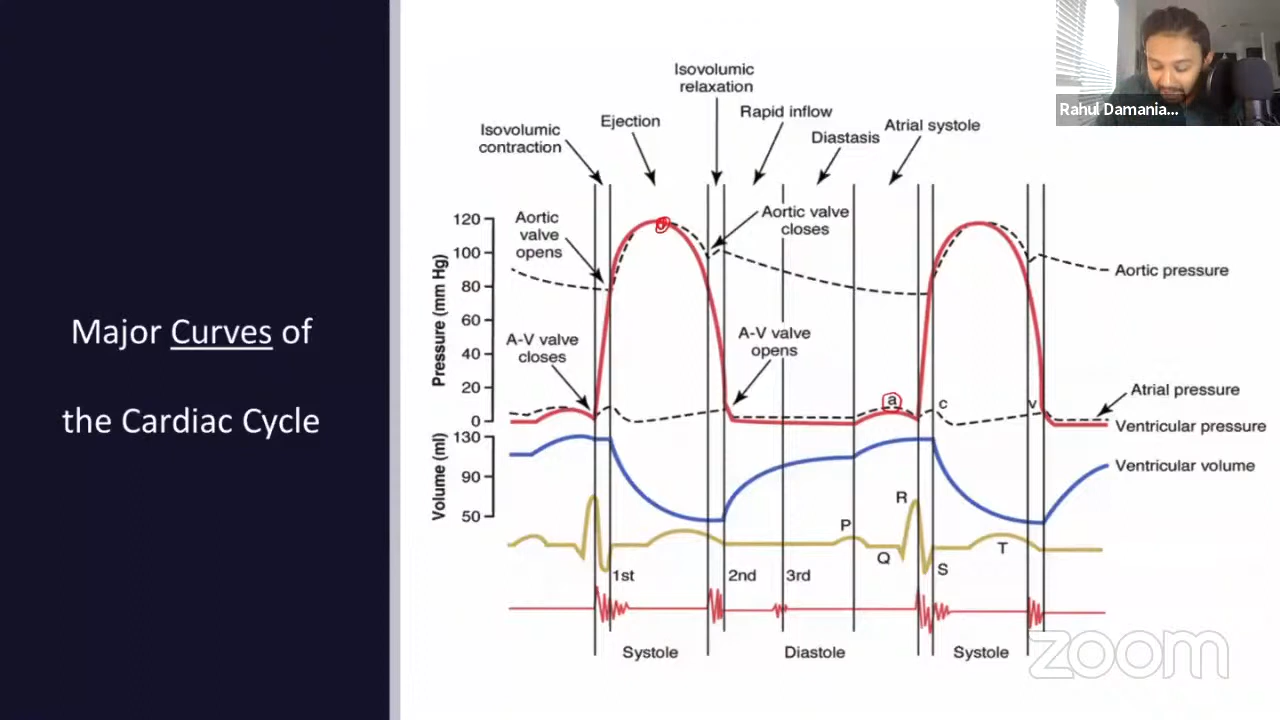 Major Curves of
the Cardiac Cycle
Isovolumic
relaxation
Rapid inflow
Ejection
Isovolumic
contraction
Diastasis
Atrial systole
Aortic
valve
opens
Aortic valve
closes
120
100
80
60
40
20
0
Pressure (mm Hg)
A-V valve
closes
A-V valve
opens
a
c
v
Aortic pressure
Atrial pressure
Ventricular pressure
130
90
50
Volume (ml)
Ventricular volume
R
P
Q
S
T
1st
2nd
3rd
Systole
Diastole
Systole
Rahul Damania...
zoom